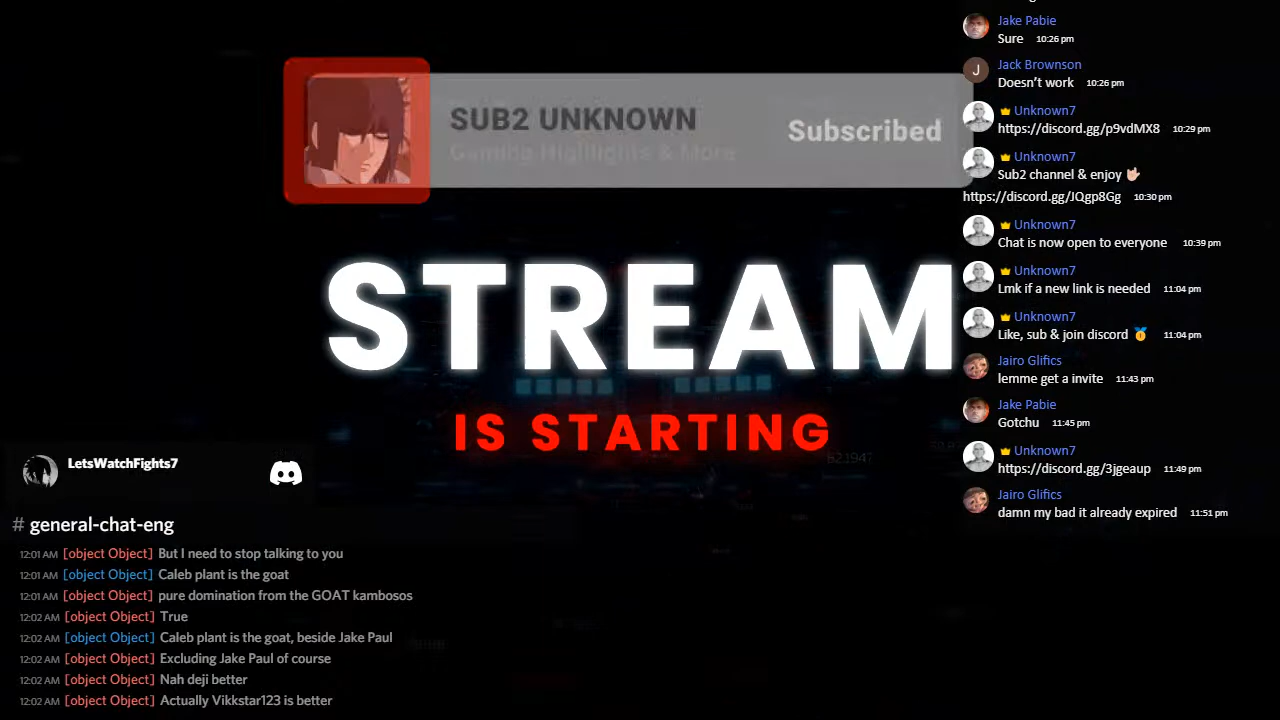 SUB2 UNKNOWN
Gaming Highlights & More
Subscribed
STREAM
IS STARTING
LetsWatchFights7
# general-chat-eng
12:01 AM [object Object] But I need to stop talking to you
12:01 AM [object Object] Caleb plant is the goat
12:01 AM [object Object] pure domination from the GOAT kambosos
12:02 AM [object Object] True
12:02 AM [object Object] Caleb plant is the goat, beside Jake Paul
12:02 AM [object Object] Excluding Jake Paul of course
12:02 AM [object Object] Nah deji better
12:02 AM [object Object] Actually Vikkstar123 is better
Jake Pabie
Sure 10:26 pm
J
Jack Brownson
Doesn't work 10:26 pm
Unknown7
https://discord.gg/p9vdMX8 10:29 pm
Unknown7
Sub2 channel & enjoy 🤟🏻
https://discord.gg/JQgp8Gg 10:30 pm
Unknown7
Chat is now open to everyone 10:39 pm
Unknown7
Lmk if a new link is needed 11:04 pm
Unknown7
Like, sub & join discord 🥇 11:04 pm
Jairo Glifics
lemme get a invite 11:43 pm
Jake Pabie
Gotchu 11:45 pm
Unknown7
https://discord.gg/3jgeaup 11:49 pm
Jairo Glifics
damn my bad it already expired 11:51 pm